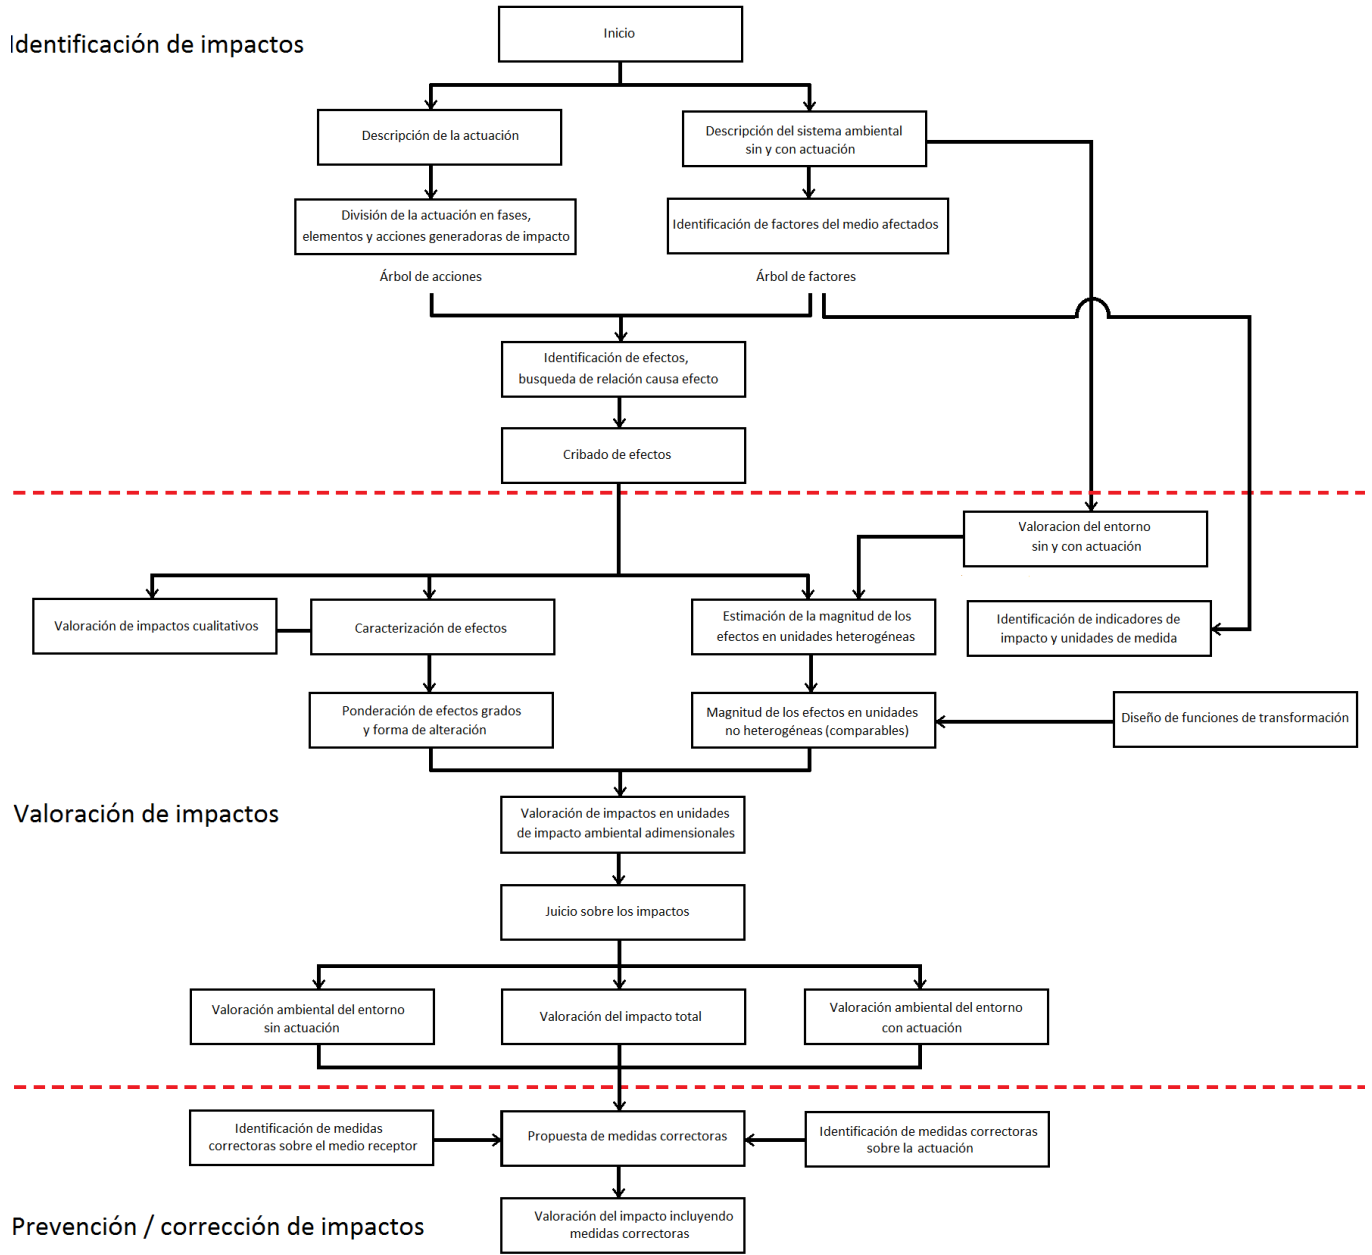 Identificación de impactos
Inicio
Descripción de la actuación
Descripción del sistema ambiental
sin y con actuación
División de la actuación en fases,
elementos y acciones generadoras de impacto
Identificación de factores del medio afectados
Árbol de acciones
Árbol de factores
Identificación de efectos,
busqueda de relación causa efecto
Cribado de efectos
Valoracion del entorno
sin y con actuación
Valoración de impactos cualitativos
Caracterización de efectos
Estimación de la magnitud de los
efectos en unidades heterogéneas
Identificación de indicadores de
impacto y unidades de medida
Ponderación de efectos grados
y forma de alteración
Magnitud de los efectos en unidades
no heterogéneas (comparables)
Diseño de funciones de transformación
Valoración de impactos
Valoración de impactos en unidades
de impacto ambiental adimensionales
Juicio sobre los impactos
Valoración ambiental del entorno
sin actuación
Valoración del impacto total
Valoración ambiental del entorno
con actuación
Identificación de medidas
correctoras sobre el medio receptor
Propuesta de medidas correctoras
Identificación de medidas correctoras
sobre la actuación
Prevención / corrección de impactos
Valoración del impacto incluyendo
medidas correctoras